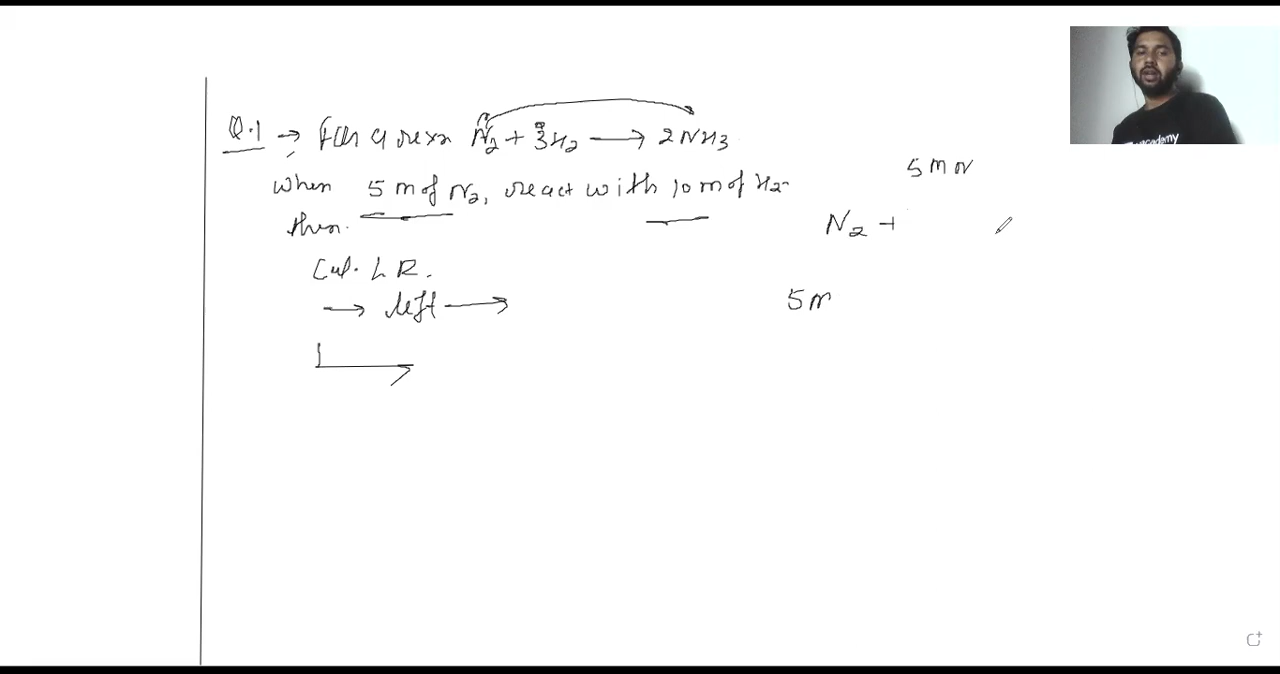 Q.1 → For a rexn N2 + 3H2 → 2NH3
when 5 m of N2, react with 10 m of H2
then.
Cal. L R.
→ left →
5 mol
N2 +
5 m